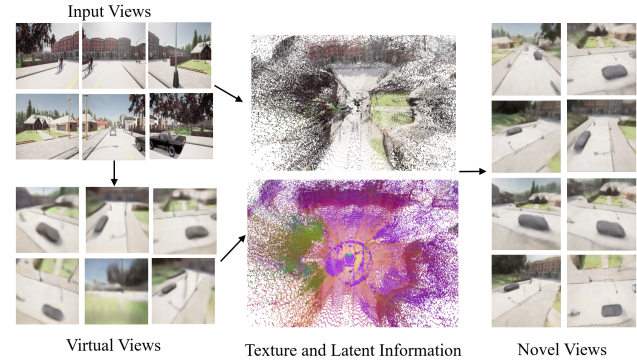 Input Views
Virtual Views
Texture and Latent Information
Novel Views